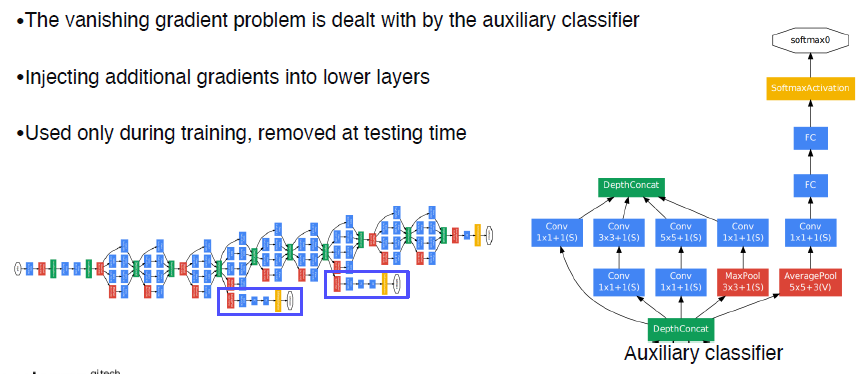 •The vanishing gradient problem is dealt with by the auxiliary classifier
•Injecting additional gradients into lower layers
•Used only during training, removed at testing time
softmax0
SoftmaxActivation
FC
FC
DepthConcat
Conv
1x1+1(S)
Conv
3x3+1(S)
Conv
5x5+1(S)
Conv
1x1+1(S)
Conv
1x1+1(S)
Conv
1x1+1(S)
Conv
1x1+1(S)
MaxPool
3x3+1(S)
AveragePool
5x5+3(V)
DepthConcat
Auxiliary classifier